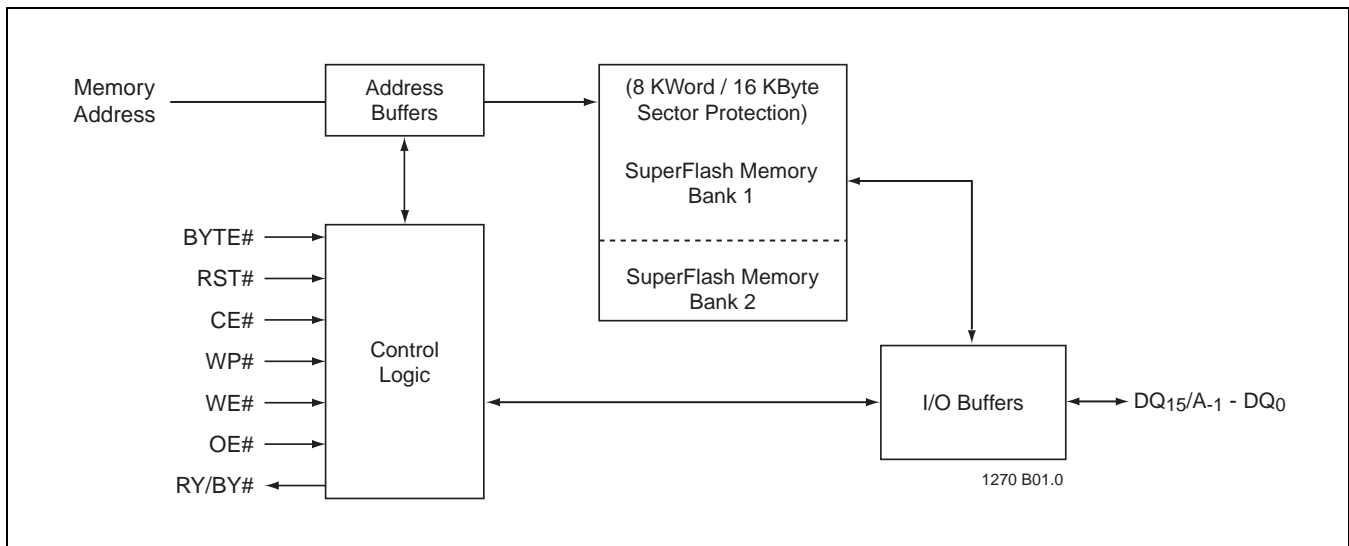 Memory
Address
Address
Buffers
(8 KWord / 16 KByte
Sector Protection)
SuperFlash Memory
Bank 1
SuperFlash Memory
Bank 2
BYTE#
RST#
CE#
WP#
WE#
OE#
RY/BY#
Control
Logic
I/O Buffers
DQ15/A-1 - DQ0
1270 B01.0